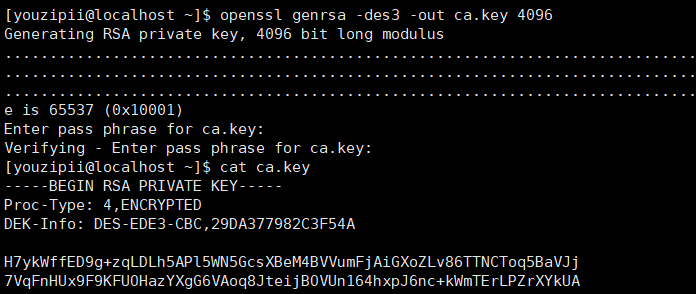 [youzipii@localhost ~]$ openssl genrsa -des3 -out ca.key 4096
Generating RSA private key, 4096 bit long modulus
.............................................................................
.............................................................................
.............................................................................
e is 65537 (0x10001)
Enter pass phrase for ca.key:
Verifying - Enter pass phrase for ca.key:
[youzipii@localhost ~]$ cat ca.key
-----BEGIN RSA PRIVATE KEY-----
Proc-Type: 4,ENCRYPTED
DEK-Info: DES-EDE3-CBC,29DA377982C3F54A
H7ykWffED9g+zqLDLh5APl5WN5GcsXBeM4BVVumFjAiGXoZLv86TTNCToq5BaVJj
7VqFnHUx9F9KFUOHazYXgG6VAoq8JteijBOVUn164hxpJ6nc+kWmTErLPZrXYkUA